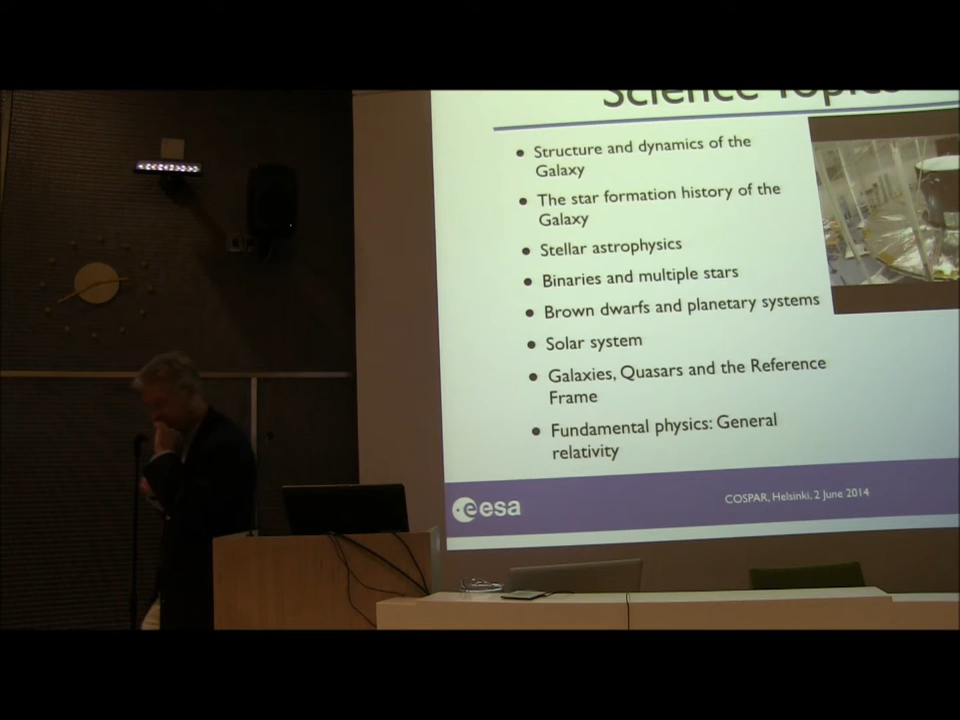 Science Topics
• Structure and dynamics of the
Galaxy
• The star formation history of the
Galaxy
• Stellar astrophysics
• Binaries and multiple stars
• Brown dwarfs and planetary systems
• Solar system
• Galaxies, Quasars and the Reference
Frame
• Fundamental physics: General
relativity
esa
COSPAR, Helsinki, 2 June 2014